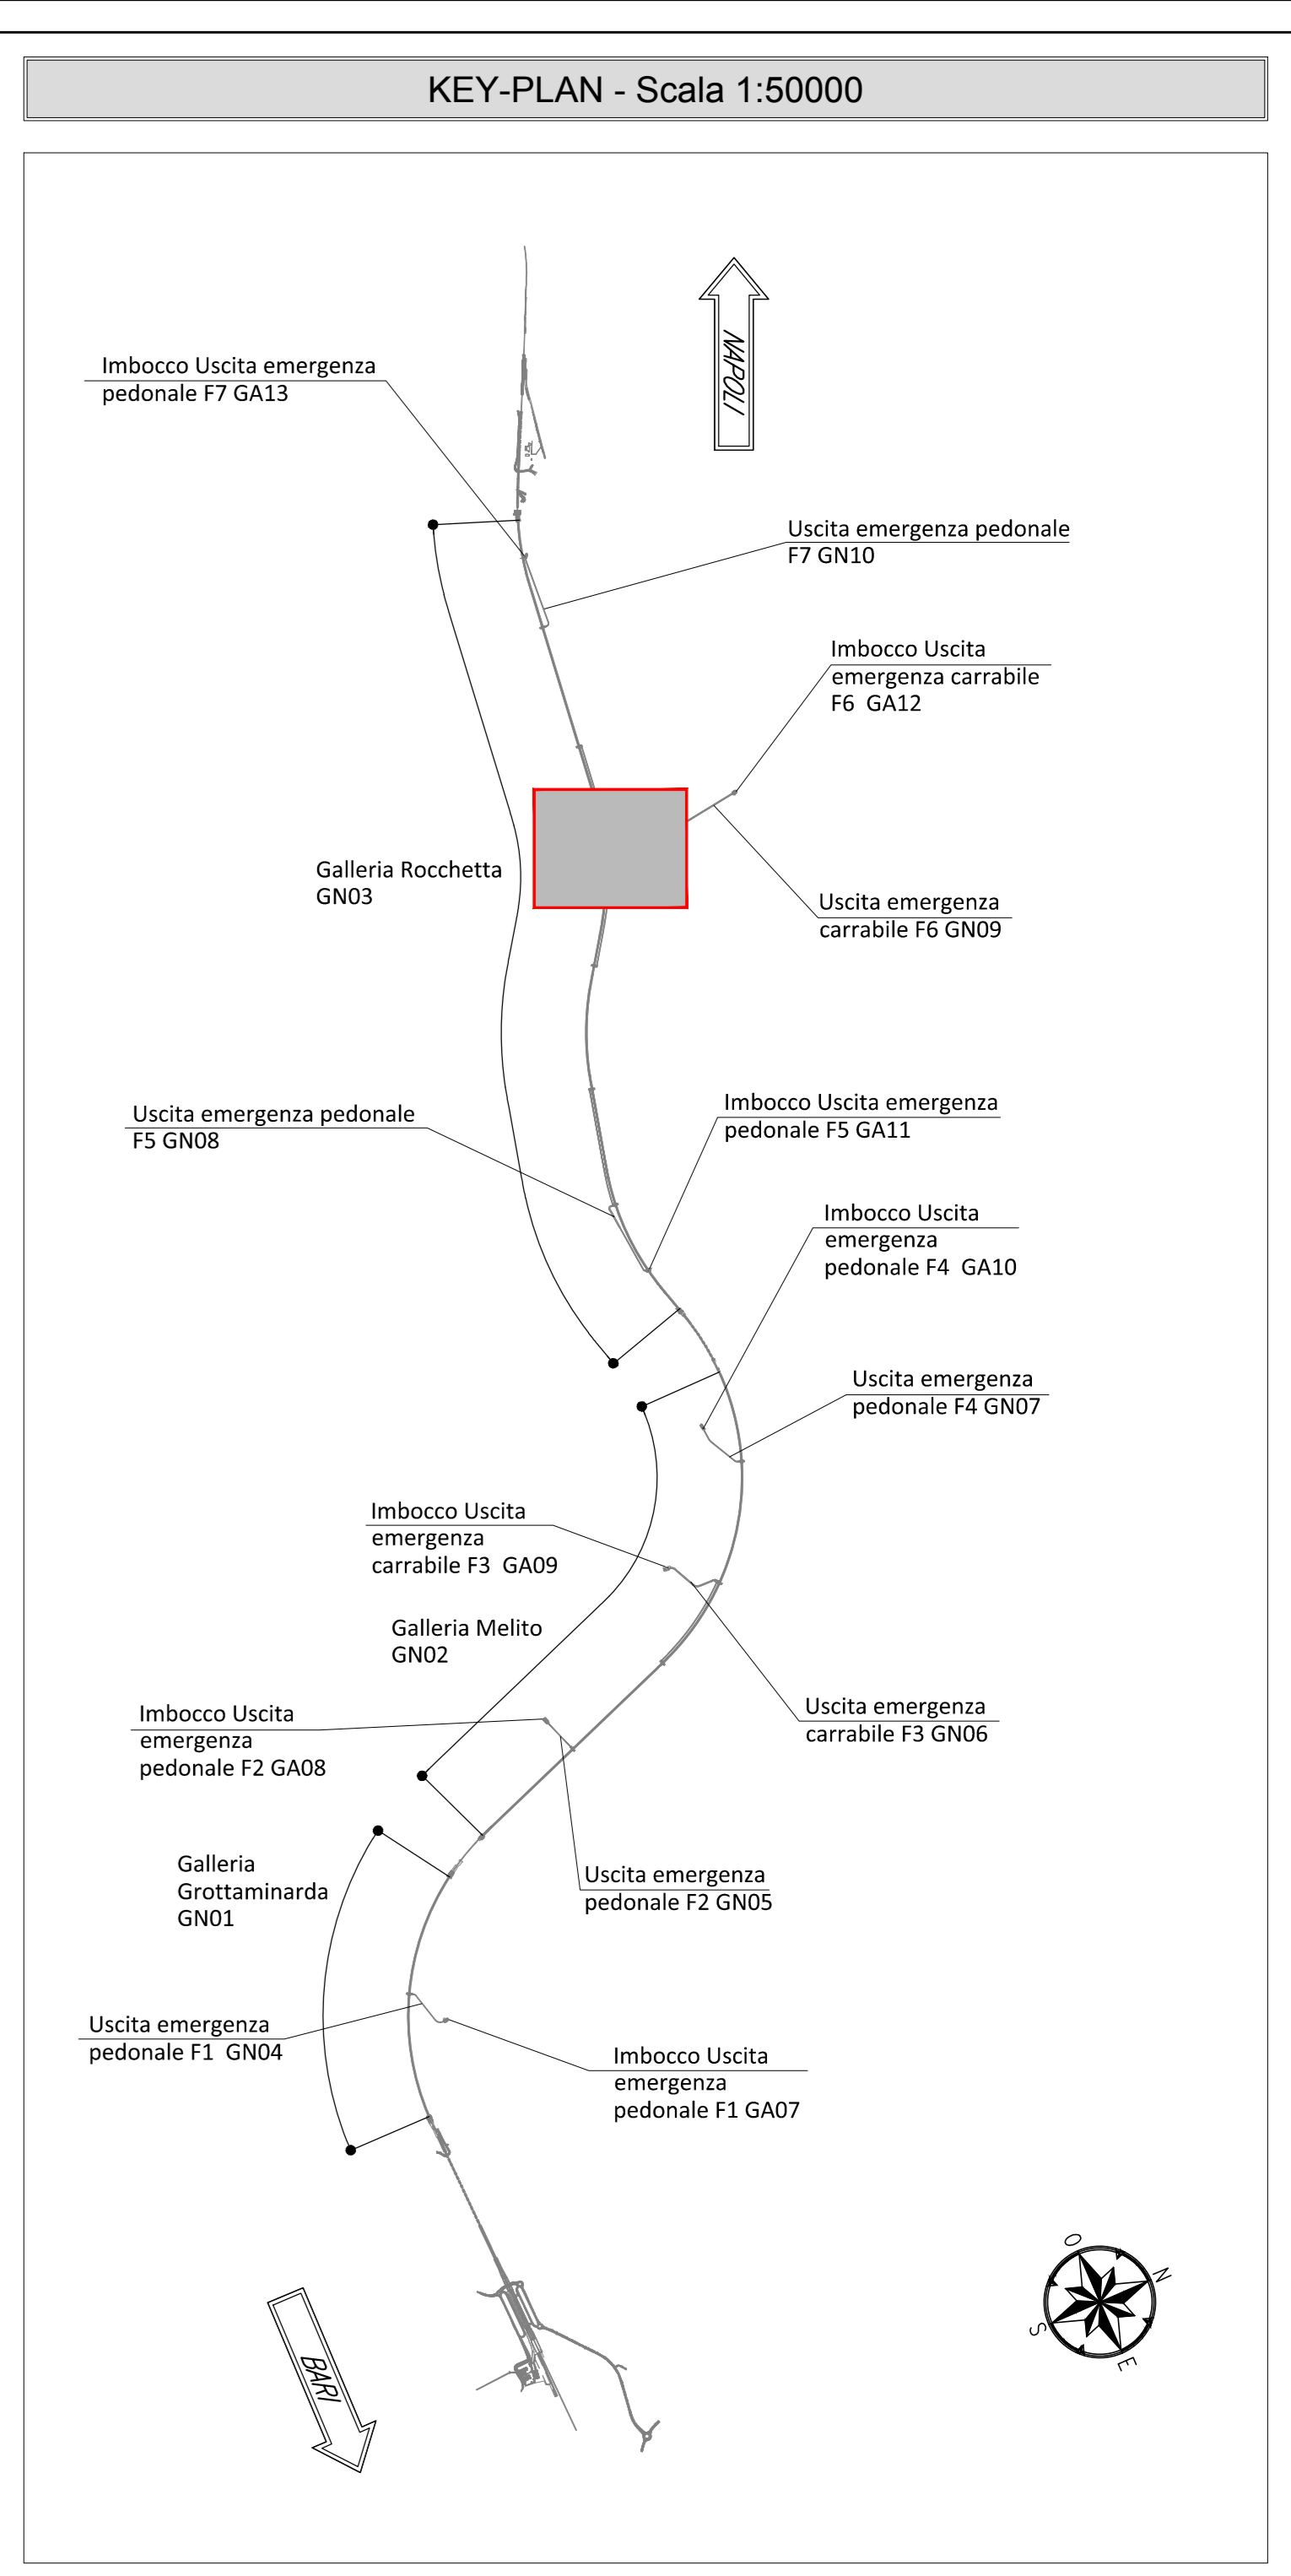 KEY-PLAN - Scala 1:50000
NAPOLI
Imbocco Uscita emergenza
pedonale F7 GA13
Uscita emergenza pedonale
F7 GN10
Imbocco Uscita
emergenza carrabile
F6 GA12
Galleria Rocchetta
GN03
Uscita emergenza
carrabile F6 GN09
Imbocco Uscita emergenza
pedonale F5 GA11
Uscita emergenza pedonale
F5 GN08
Imbocco Uscita
emergenza
pedonale F4 GA10
Uscita emergenza
pedonale F4 GN07
Imbocco Uscita
emergenza
carrabile F3 GA09
Galleria Melito
GN02
Uscita emergenza
carrabile F3 GN06
Imbocco Uscita
emergenza
pedonale F2 GA08
Galleria
Grottaminarda
GN01
Uscita emergenza
pedonale F2 GN05
Uscita emergenza
pedonale F1 GN04
Imbocco Uscita
emergenza
pedonale F1 GA07
O
N
S
E
BARI